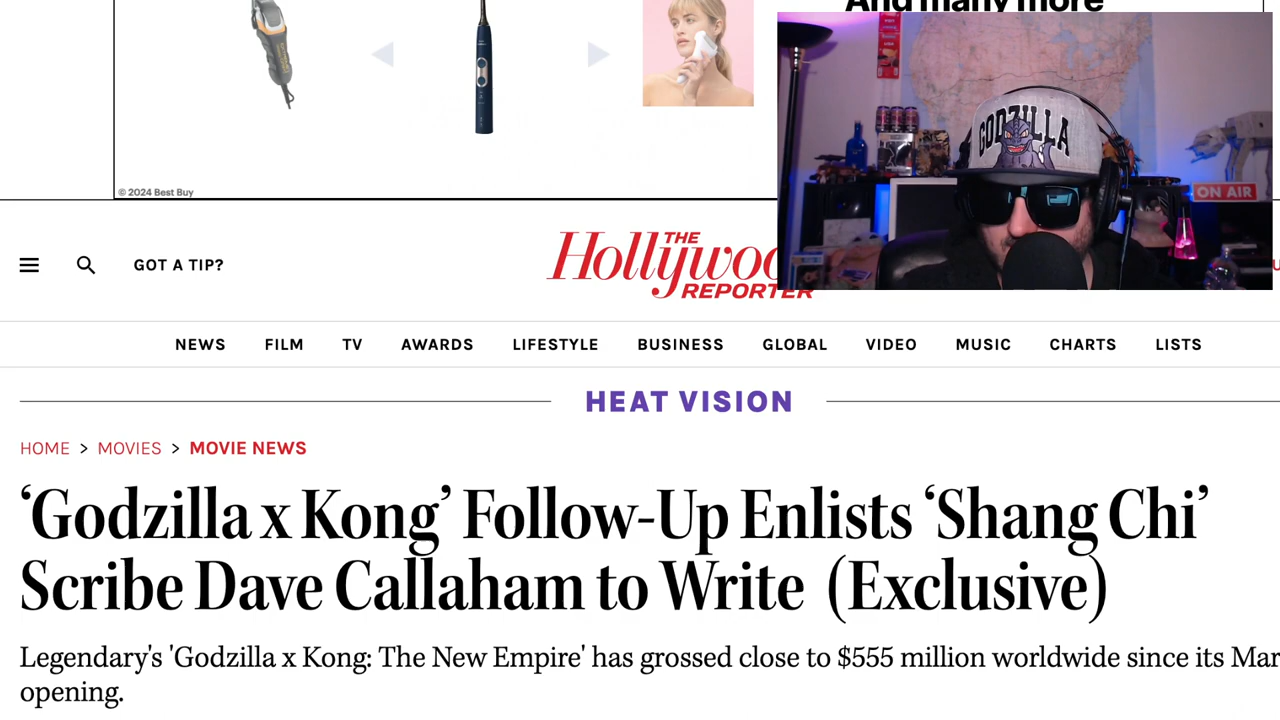 And many more
GODZILLA
ON AIR
© 2024 Best Buy
GOT A TIP?
THE
Hollywoo
REPORTER
NEWS FILM TV AWARDS LIFESTYLE BUSINESS GLOBAL VIDEO MUSIC CHARTS LISTS
HEAT VISION
HOME > MOVIES > MOVIE NEWS
‘Godzilla x Kong’ Follow-Up Enlists ‘Shang Chi’
Scribe Dave Callaham to Write (Exclusive)
Legendary's 'Godzilla x Kong: The New Empire' has grossed close to $555 million worldwide since its Mar
opening.